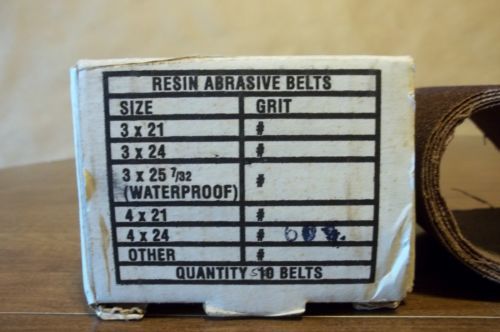 RESIN ABRASIVE BELTS
SIZE GRIT
3 x 21 #
3 x 24 #
3 x 25 7/32
(WATERPROOF) #
4 x 21 #
4 x 24 #
OTHER #
QUANTITY 10 BELTS